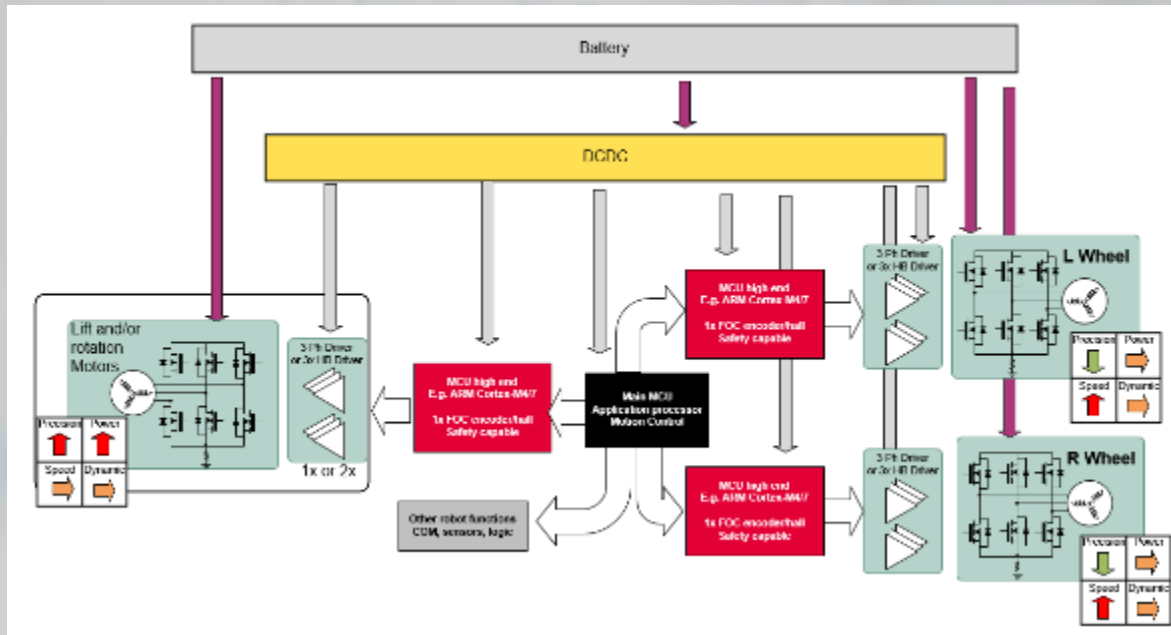 Battery
DCDC
3 Ph Driver
or 3x HB Driver
L Wheel
MCU high end
E.g. ARM Cortex-M4/7
1x FOC encoder/hall
Safety capable
Lift and/or
rotation
Motors
3 Ph Driver
or 3x HB Driver
MCU high end
E.g. ARM Cortex-M4/7
1x FOC encoder/hall
Safety capable
Main MCU
Application processor
Motion Control
Precision Power
Speed Dynamic
Precision Power
Speed Dynamic
1x or 2x
3 Ph Driver
or 3x HB Driver
R Wheel
MCU high end
E.g. ARM Cortex-M4/7
1x FOC encoder/hall
Safety capable
Other robot functions
COM, sensors, logic
Precision Power
Speed Dynamic